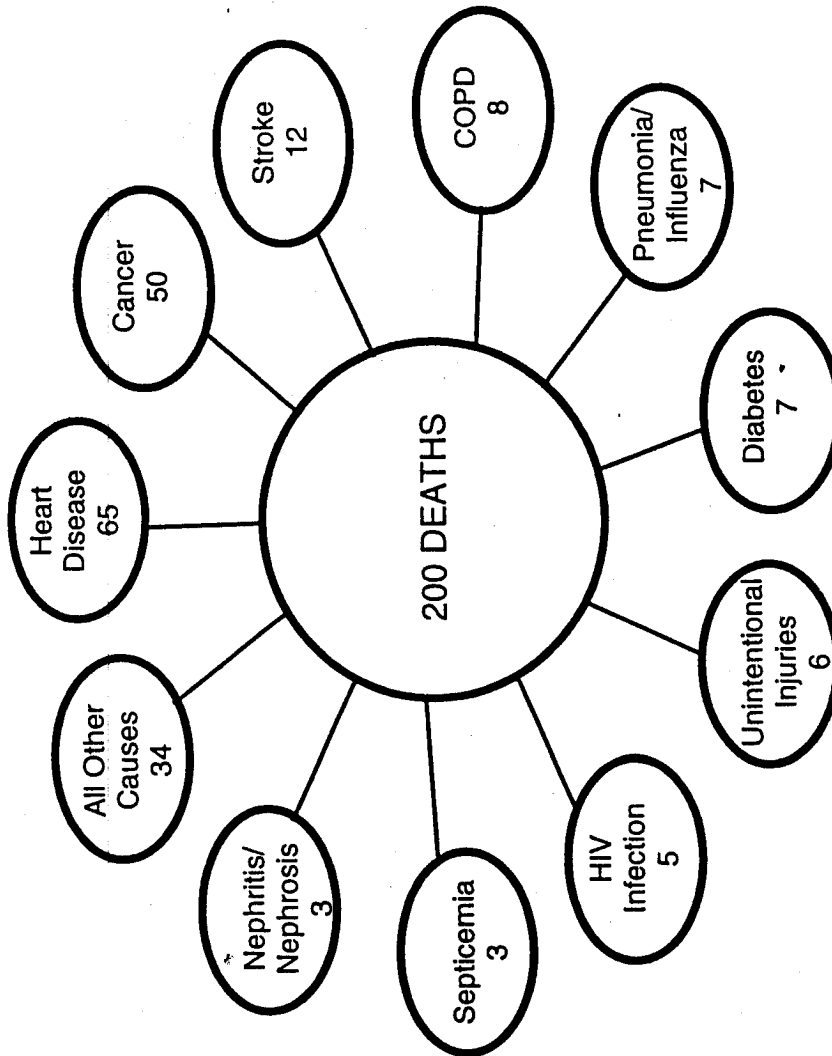 Heart
Disease
65
Cancer
50
Stroke
12
COPD
8
Pneumonia/
Influenza
7
Diabetes
7
Unintentional
Injuries
6
HIV
Infection
5
Septicemia
3
Nephritis/
Nephrosis
3
All Other
Causes
34
200 DEATHS